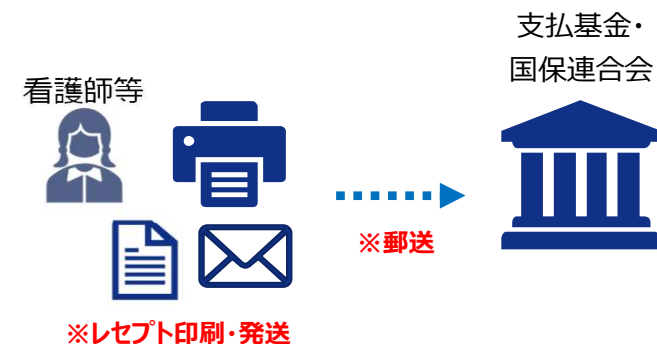 支払基金・
国保連合会
看護師等
※郵送
※レセプト印刷・発送